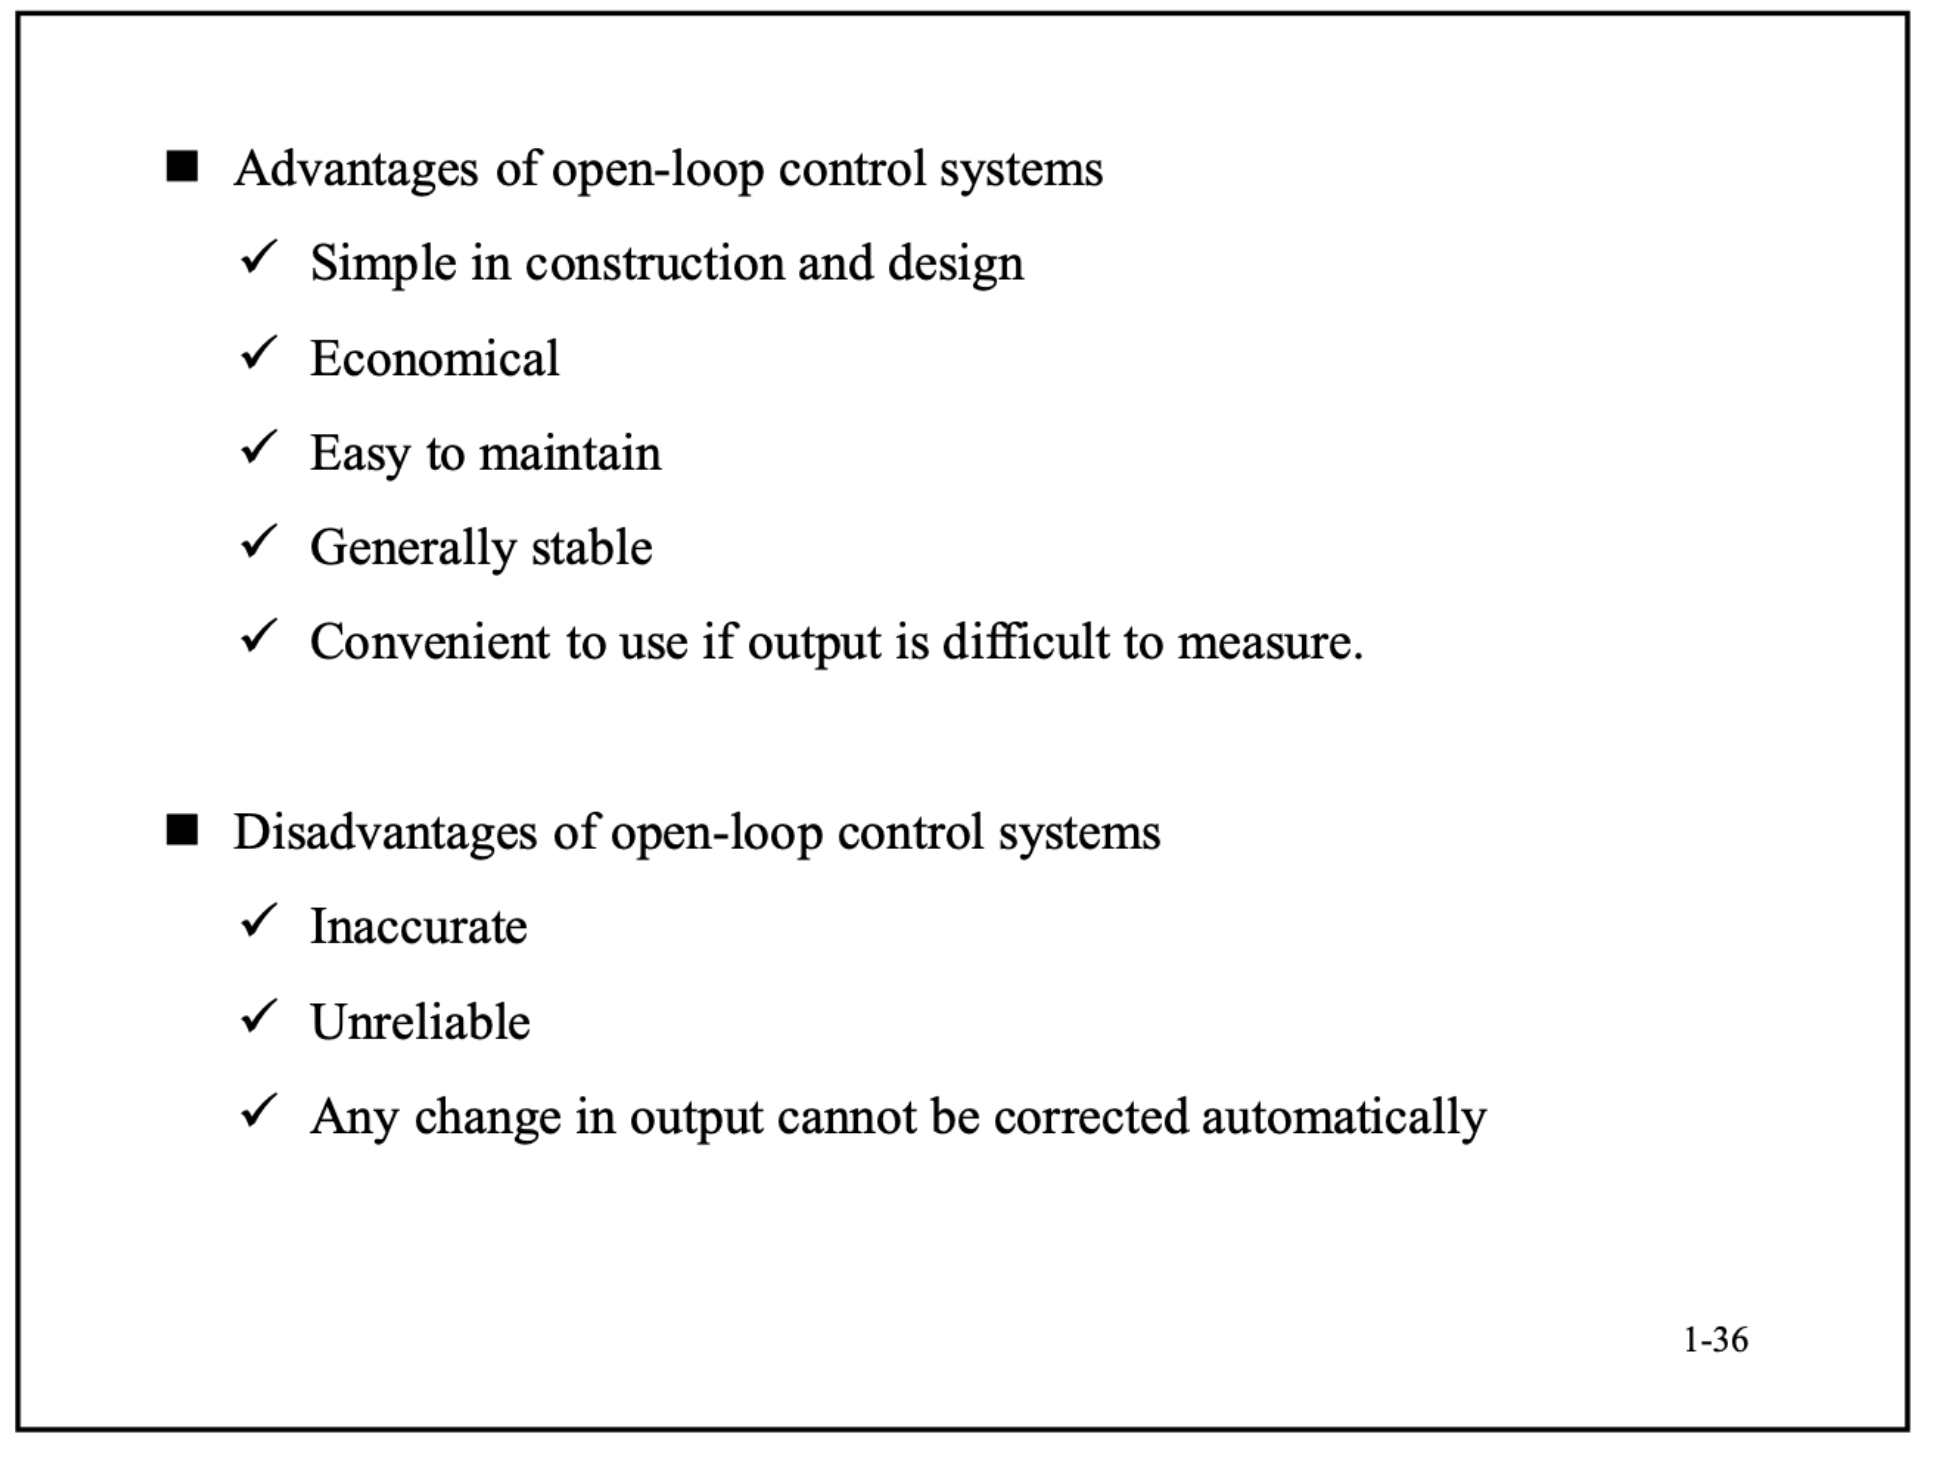 ■ Advantages of open-loop control systems
✓ Simple in construction and design
✓ Economical
✓ Easy to maintain
✓ Generally stable
✓ Convenient to use if output is difficult to measure.
■ Disadvantages of open-loop control systems
✓ Inaccurate
✓ Unreliable
✓ Any change in output cannot be corrected automatically
1-36